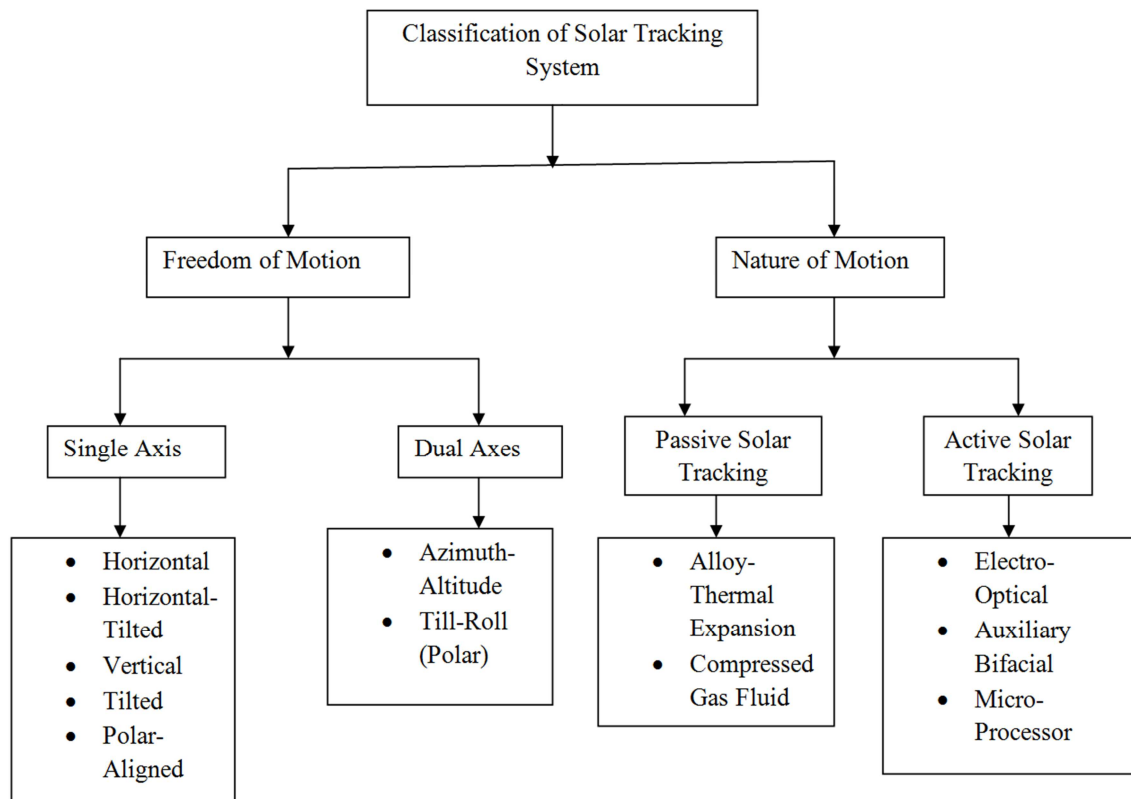 Classification of Solar Tracking
System
Freedom of Motion
Nature of Motion
Single Axis
Dual Axes
Passive Solar
Tracking
Active Solar
Tracking
• Horizontal
• Horizontal-
Tilted
• Vertical
• Tilted
• Polar-
Aligned
• Azimuth-
Altitude
• Till-Roll
(Polar)
• Alloy-
Thermal
Expansion
• Compressed
Gas Fluid
• Electro-
Optical
• Auxiliary
Bifacial
• Micro-
Processor